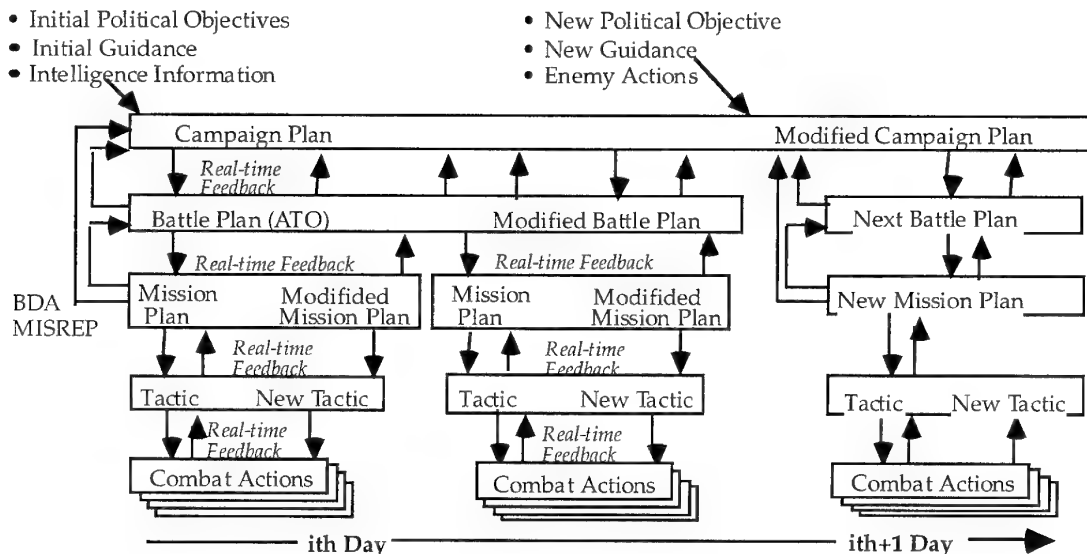 • Initial Political Objectives
• Initial Guidance
• Intelligence Information
• New Political Objective
• New Guidance
• Enemy Actions
Campaign Plan
Modified Campaign Plan
Real-time
Feedback
Battle Plan (ATO)
Modified Battle Plan
Next Battle Plan
Real-time Feedback
Real-time Feedback
BDA
MISREP
Mission
Plan
Modifided
Mission Plan
Mission
Plan
Modifided
Mission Plan
New Mission Plan
Real-time
Feedback
Real-time
Feedback
Tactic
New Tactic
Tactic
New Tactic
Tactic
New Tactic
Real-time
Feedback
Real-time
Feedback
Combat Actions
Combat Actions
Combat Actions
ith Day
ith+1 Day